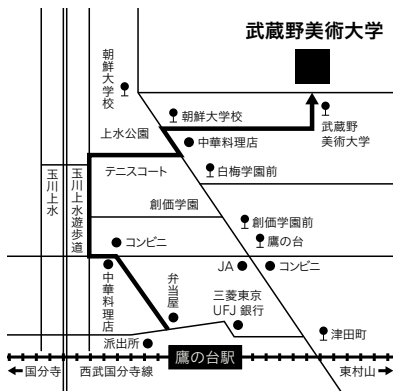 武蔵野美術大学
朝鮮大学校
朝鮮大学校
武蔵野
美術大学
上水公園
中華料理店
テニスコート
白梅学園前
玉川上水
玉川上水遊歩道
創価学園
創価学園前
鷹の台
コンビニ
中華料理店
弁当屋
JA
コンビニ
三菱東京
UFJ 銀行
津田町
派出所
鷹の台駅
国分寺
西武国分寺線
東村山